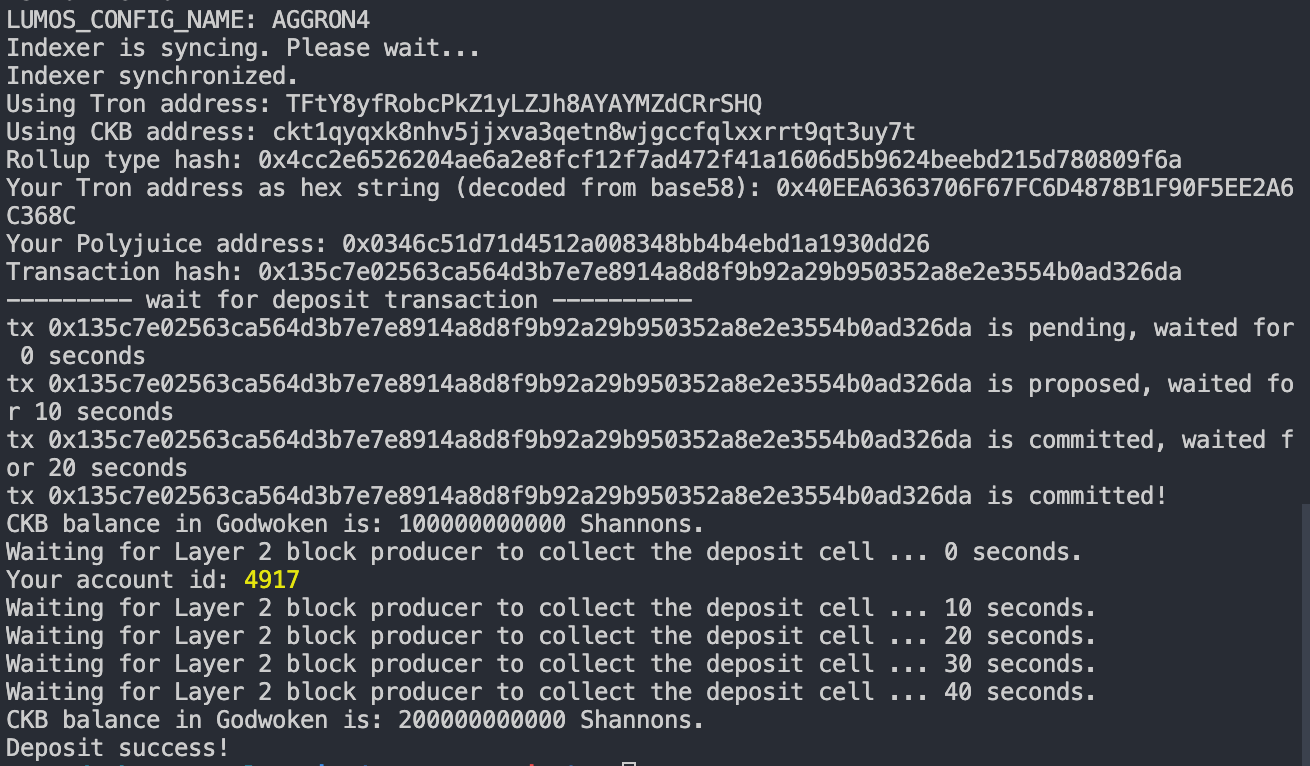 LUMOS_CONFIG_NAME: AGGRON4
Indexer is syncing. Please wait...
Indexer synchronized.
Using Tron address: TFtY8yfRobcPkZ1yLZJh8AYAYMZdCRrSHQ
Using CKB address: ckt1qyqxk8nhv5jjxva3qetn8wjgccfqlxxrrt9qt3uy7t
Rollup type hash: 0x4cc2e6526204ae6a2e8fcf12f7ad472f41a1606d5b9624beebd215d780809f6a
Your Tron address as hex string (decoded from base58): 0x40EEA6363706F67FC6D4878B1F90F5EE2A6
C368C
Your Polyjuice address: 0x0346c51d71d4512a008348bb4b4ebd1a1930dd26
Transaction hash: 0x135c7e02563ca564d3b7e7e8914a8d8f9b92a29b950352a8e2e3554b0ad326da
--------- wait for deposit transaction ----------
tx 0x135c7e02563ca564d3b7e7e8914a8d8f9b92a29b950352a8e2e3554b0ad326da is pending, waited for
 0 seconds
tx 0x135c7e02563ca564d3b7e7e8914a8d8f9b92a29b950352a8e2e3554b0ad326da is proposed, waited fo
r 10 seconds
tx 0x135c7e02563ca564d3b7e7e8914a8d8f9b92a29b950352a8e2e3554b0ad326da is committed, waited f
or 20 seconds
tx 0x135c7e02563ca564d3b7e7e8914a8d8f9b92a29b950352a8e2e3554b0ad326da is committed!
CKB balance in Godwoken is: 100000000000 Shannons.
Waiting for Layer 2 block producer to collect the deposit cell ... 0 seconds.
Your account id: 4917
Waiting for Layer 2 block producer to collect the deposit cell ... 10 seconds.
Waiting for Layer 2 block producer to collect the deposit cell ... 20 seconds.
Waiting for Layer 2 block producer to collect the deposit cell ... 30 seconds.
Waiting for Layer 2 block producer to collect the deposit cell ... 40 seconds.
CKB balance in Godwoken is: 200000000000 Shannons.
Deposit success!